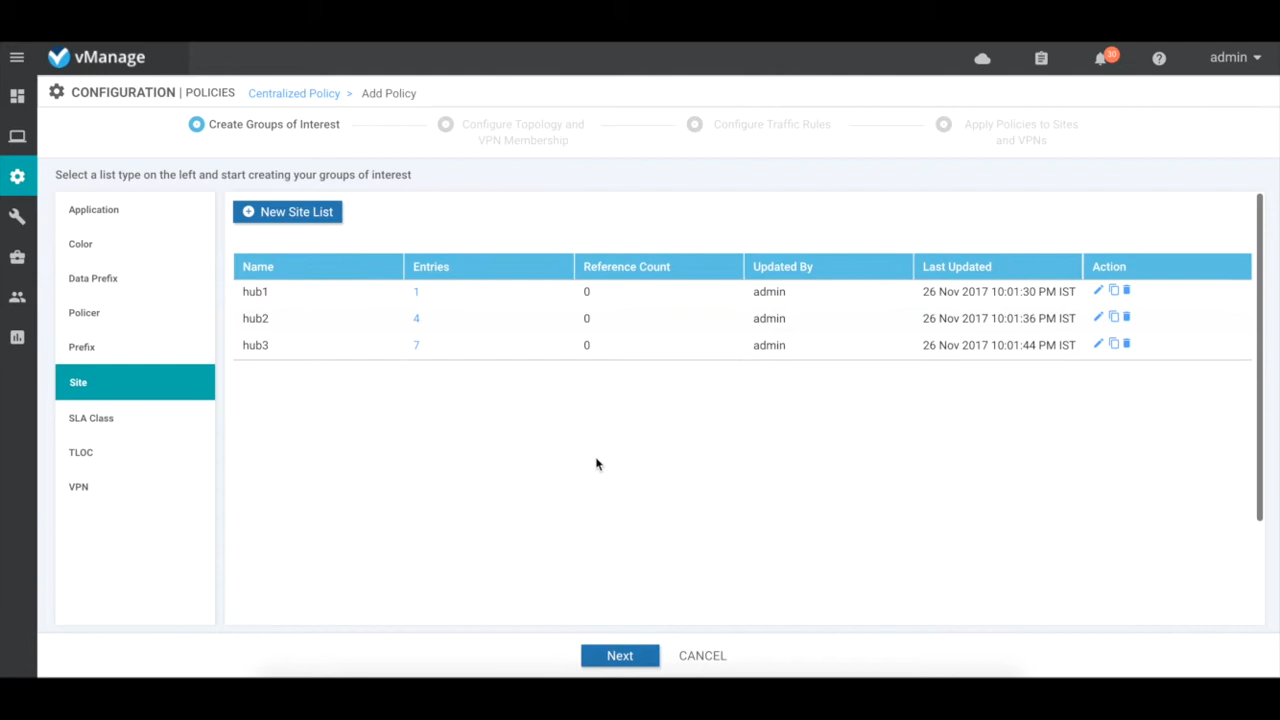 vManage
30
admin
CONFIGURATION | POLICIES Centralized Policy > Add Policy
Create Groups of Interest
Configure Topology and
VPN Membership
Configure Traffic Rules
Apply Policies to Sites
and VPNs
Select a list type on the left and start creating your groups of interest
Application
Color
Data Prefix
Policer
Prefix
Site
SLA Class
TLOC
VPN
New Site List
Name Entries Reference Count Updated By Last Updated Action
hub1 1 0 admin 26 Nov 2017 10:01:30 PM IST
hub2 4 0 admin 26 Nov 2017 10:01:36 PM IST
hub3 7 0 admin 26 Nov 2017 10:01:44 PM IST
Next CANCEL